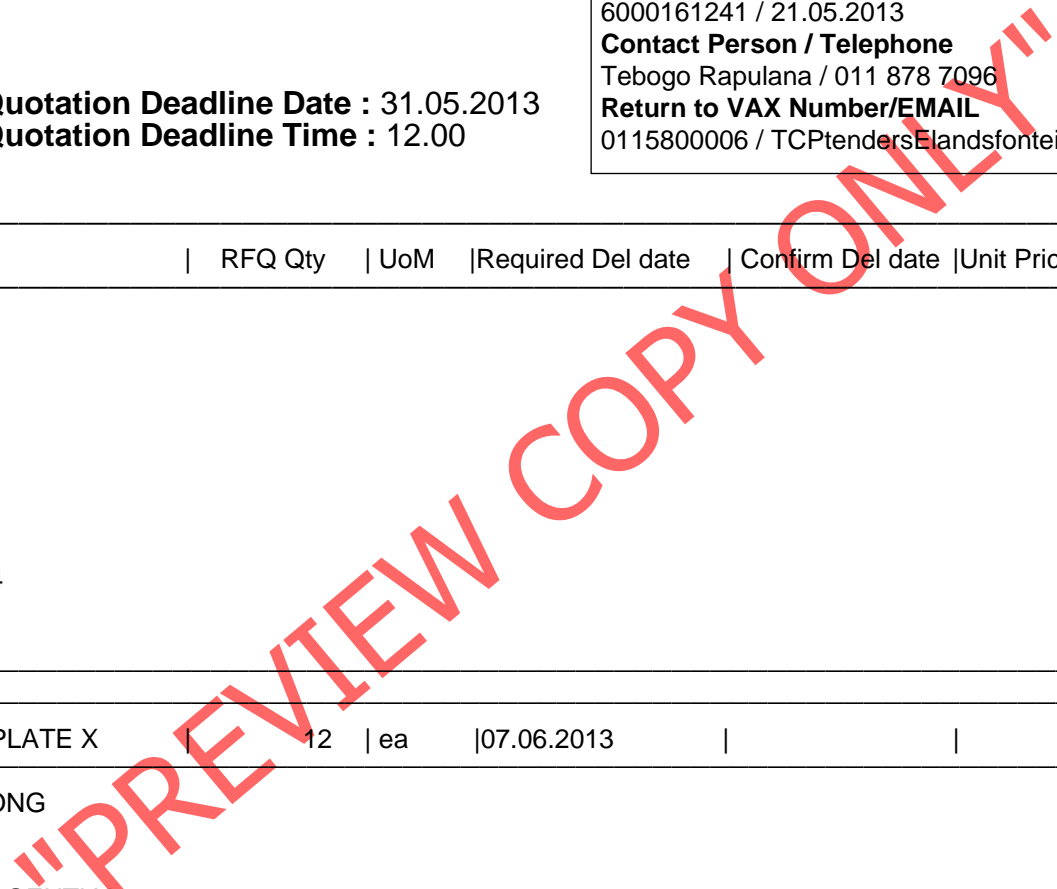 6000161241 / 21.05.2013
Contact Person / Telephone
Tebogo Rapulana / 011 878 7096
Quotation Deadline Date : 31.05.2013
Return to VAX Number/EMAIL
Quotation Deadline Time : 12.00
0115800006 / TCPtendersElandsfontei
| RFQ Qty | UoM |Required Del date | Confirm Del date |Unit Pric
PLATE X | 12 | ea |07.06.2013 | |
ONG
"PREVIEW COPY ONLY"